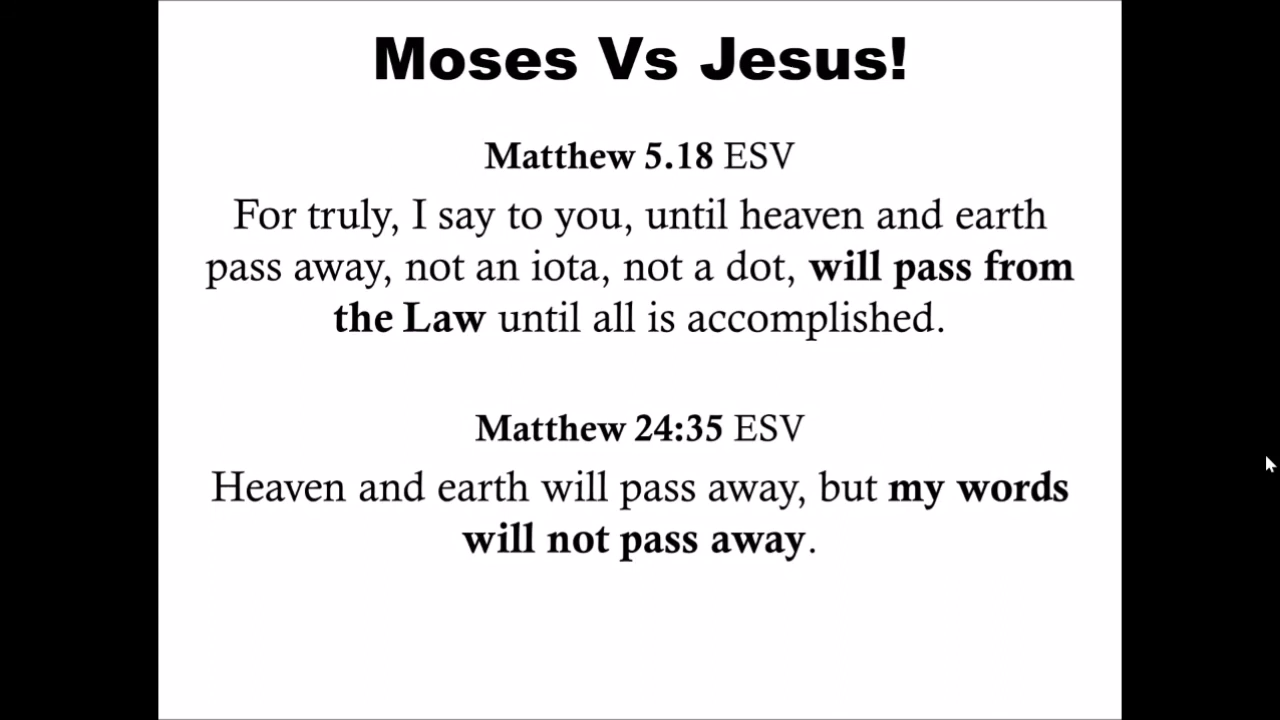 Moses Vs Jesus!
Matthew 5.18 ESV
For truly, I say to you, until heaven and earth
pass away, not an iota, not a dot, will pass from
the Law until all is accomplished.
Matthew 24:35 ESV
Heaven and earth will pass away, but my words
will not pass away.